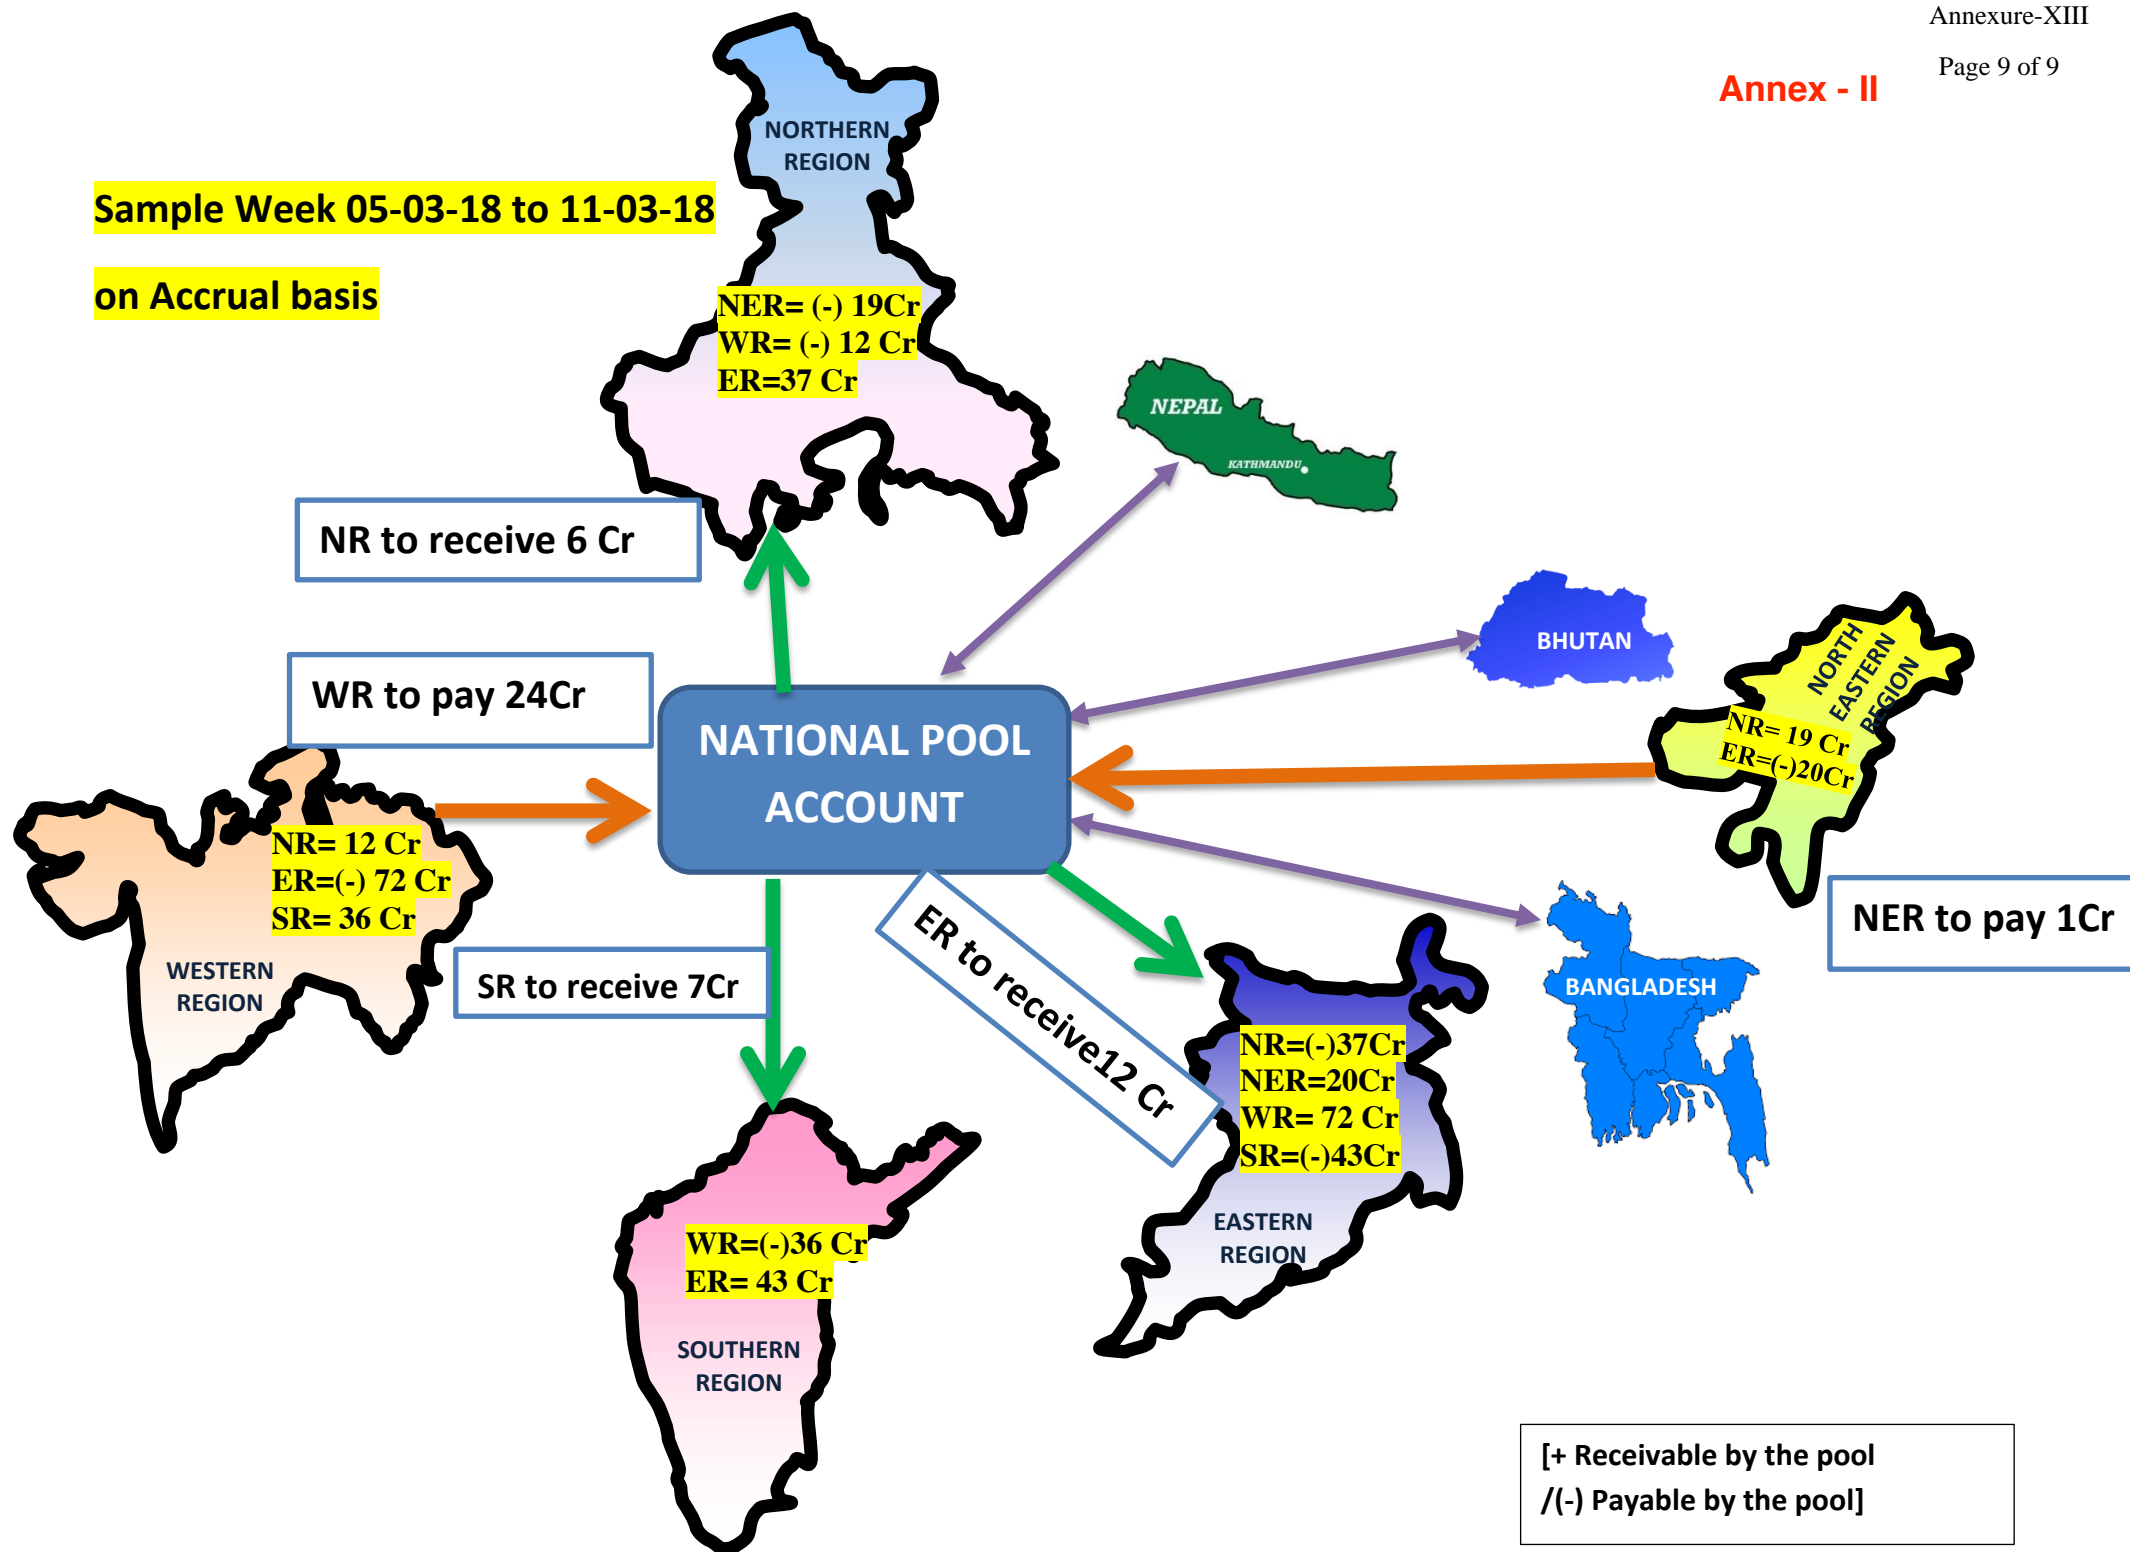 Annexure-XIII
Page 9 of 9
Annex - II
NORTHERN
REGION
Sample Week 05-03-18 to 11-03-18
on Accrual basis
NER= (-) 19Cr
WR= (-) 12 Cr
ER=37 Cr
NEPAL
KATHMANDU
NR to receive 6 Cr
BHUTAN
NORTH
EASTERN
REGION
NR= 19 Cr
ER=(-)20Cr
WR to pay 24Cr
NATIONAL POOL
ACCOUNT
NR= 12 Cr
ER=(-) 72 Cr
SR= 36 Cr
WESTERN
REGION
NER to pay 1Cr
SR to receive 7Cr
ER to receive12 Cr
BANGLADESH
NR=(-)37Cr
NER=20Cr
WR= 72 Cr
SR=(-)43Cr
EASTERN
REGION
WR=(-)36 Cr
ER= 43 Cr
SOUTHERN
REGION
[+ Receivable by the pool
/(-) Payable by the pool]